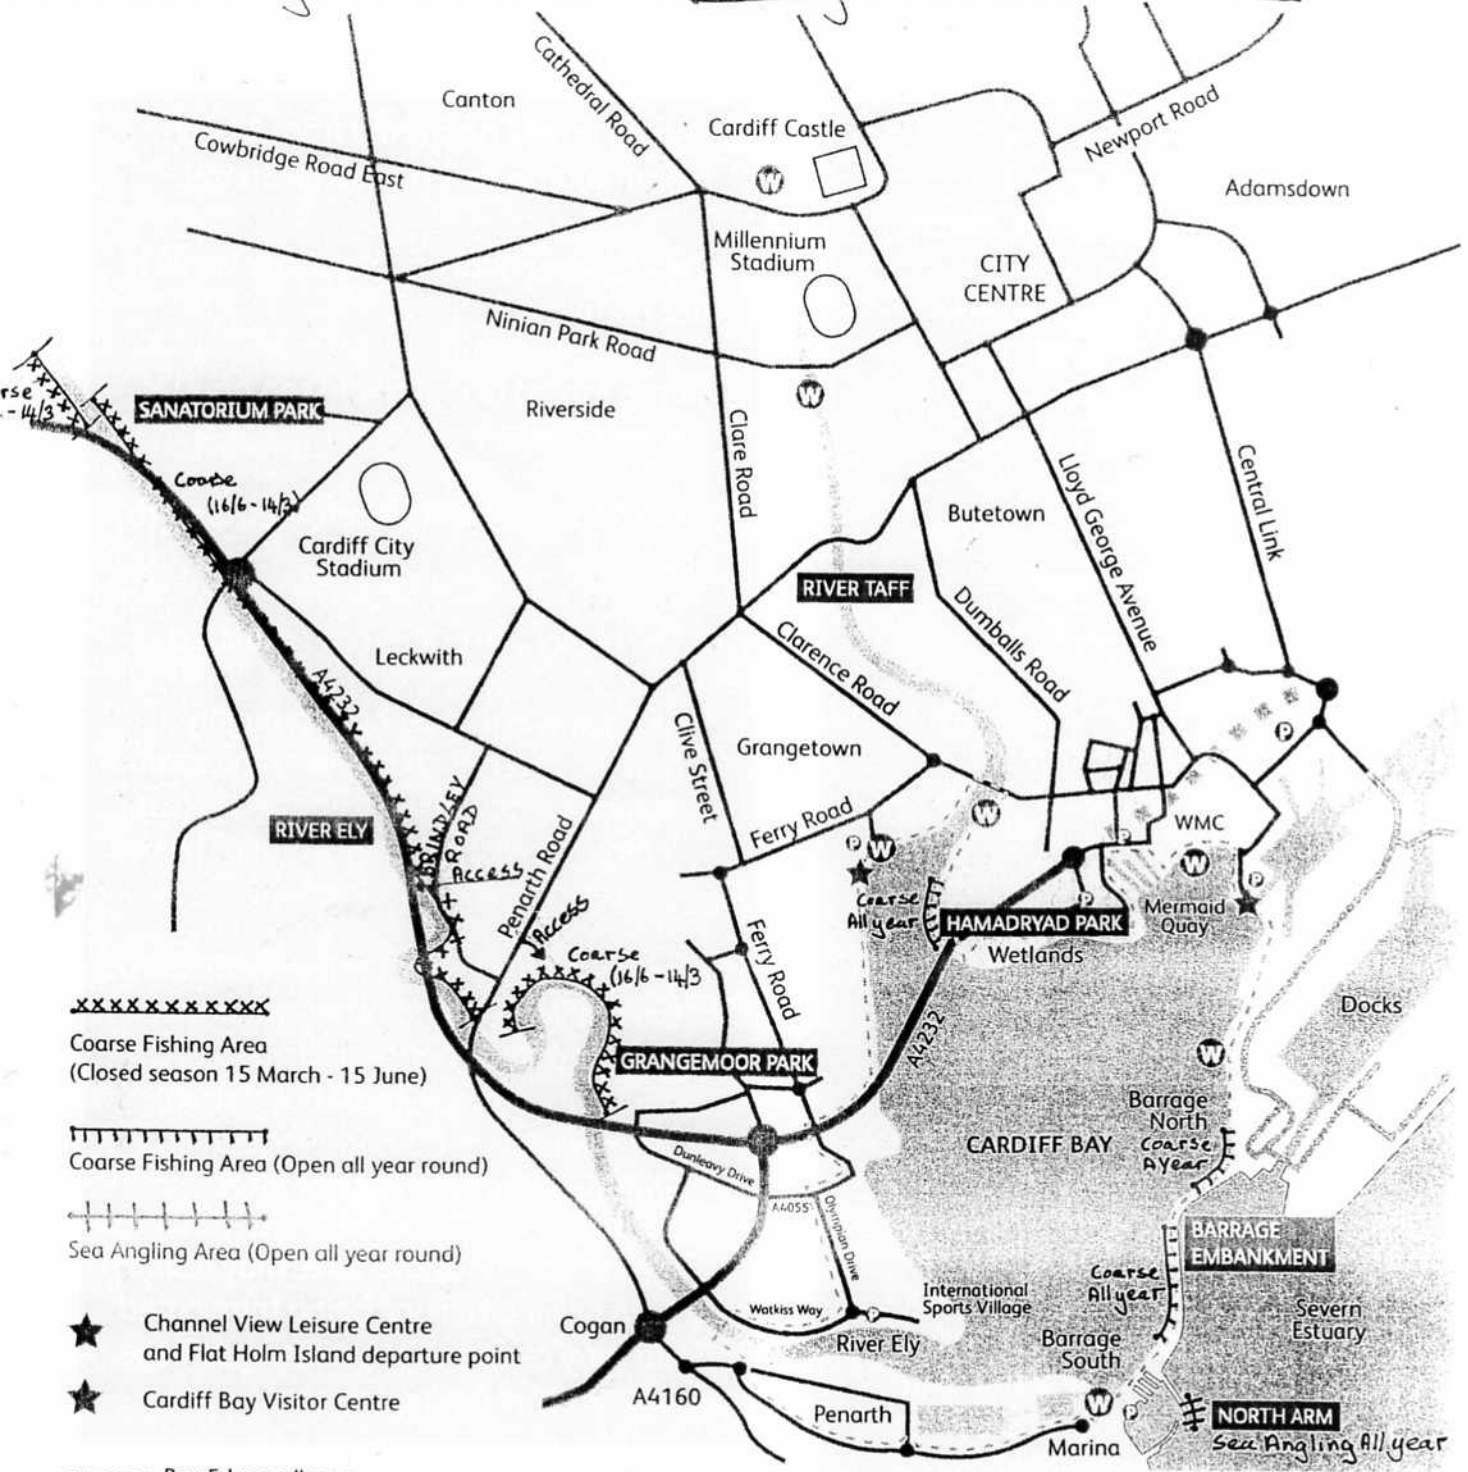 Canton
Cathedral Road
Cardiff Castle
W
Newport Road
Cowbridge Road East
Adamsdown
Millennium
Stadium
CITY
CENTRE
Ninian Park Road
W
- 14/3
SANATORIUM PARK
Riverside
Clare Road
Coarse
(16/6 - 14/3)
Cardiff City
Stadium
Butetown
Lloyd George Avenue
Central Link
RIVER TAFF
Dumballs Road
Leckwith
Clarence Road
A4232
Clive Street
Grangetown
P
RIVER ELY
BRINDLEY
ROAD
Access
Penarth Road
Ferry Road
W
P
W
P
WMC
W
P
Coarse
All year
HAMADRYAD PARK
P
Mermaid
Quay
Access
Coarse
(16/6 - 14/3
Ferry Road
Wetlands
Docks
Coarse Fishing Area
(Closed season 15 March - 15 June)
GRANGEMOOR PARK
A4232
W
Barrage
North
Coarse
A Year
CARDIFF BAY
Coarse Fishing Area (Open all year round)
Dunleavy Drive
A4055
Olympian Drive
Sea Angling Area (Open all year round)
BARRAGE
EMBANKMENT
Coarse
All year
International
Sports Village
Severn
Estuary
Channel View Leisure Centre
and Flat Holm Island departure point
Cogan
Watkiss Way
P
River Ely
Barrage
South
Cardiff Bay Visitor Centre
A4160
Penarth
W
P
Marina
NORTH ARM
Sea Angling All year